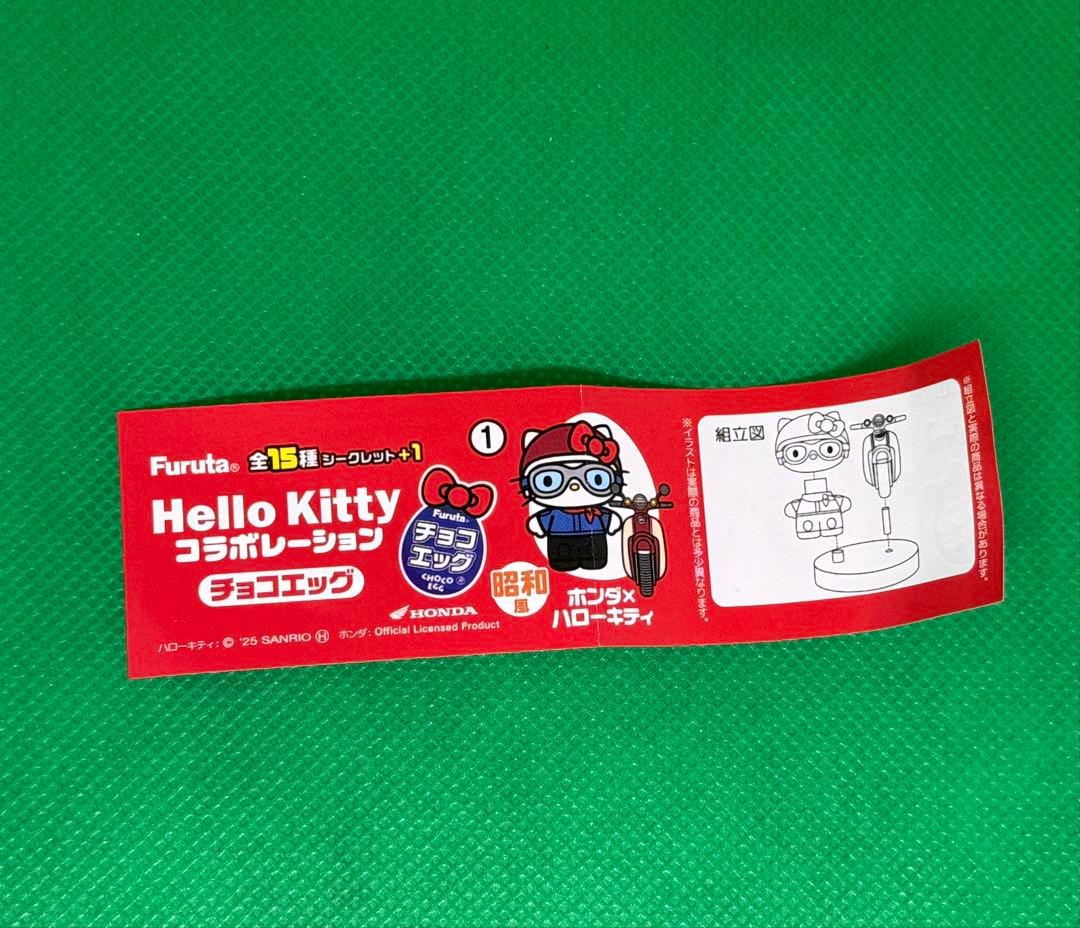 Furuta® 全15種 シークレット+1
Hello Kitty
コラボレーション
チョコエッグ
Furuta
チョコ
エッグ
CHOCO
EGG
HONDA
ハローキティ：© '25 SANRIO Ⓗ ホンダ：Official Licensed Product
①
昭和
風
ホンダ×
ハローキティ
※イラストは実際の商品とは多少異なります。
組立図
※組立図と実際の商品は異なる場合があります。